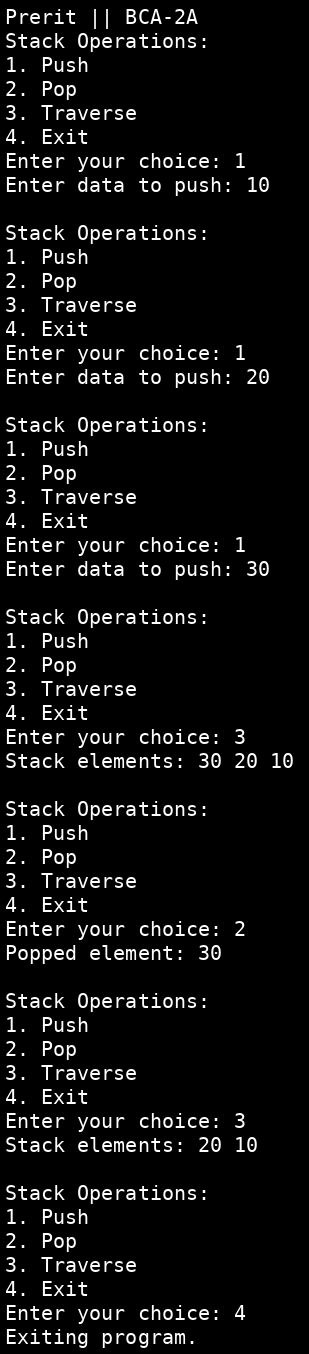 Prerit || BCA-2A
Stack Operations:
1. Push
2. Pop
3. Traverse
4. Exit
Enter your choice: 1
Enter data to push: 10

Stack Operations:
1. Push
2. Pop
3. Traverse
4. Exit
Enter your choice: 1
Enter data to push: 20

Stack Operations:
1. Push
2. Pop
3. Traverse
4. Exit
Enter your choice: 1
Enter data to push: 30

Stack Operations:
1. Push
2. Pop
3. Traverse
4. Exit
Enter your choice: 3
Stack elements: 30 20 10

Stack Operations:
1. Push
2. Pop
3. Traverse
4. Exit
Enter your choice: 2
Popped element: 30

Stack Operations:
1. Push
2. Pop
3. Traverse
4. Exit
Enter your choice: 3
Stack elements: 20 10

Stack Operations:
1. Push
2. Pop
3. Traverse
4. Exit
Enter your choice: 4
Exiting program.